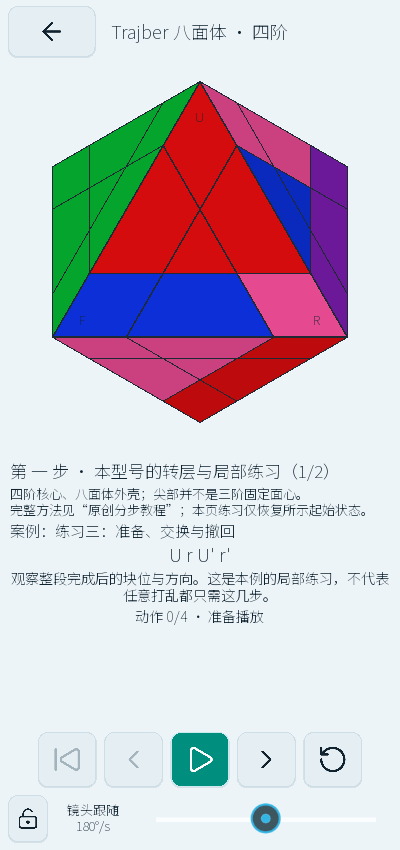 Trajber 八面体 · 四阶
U
F
R
第一步 · 本型号的转层与局部练习（1/2）
四阶核心、八面体外壳；尖部并不是三阶固定面心。
完整方法见“原创分步教程”；本页练习仅恢复所示起始状态。
案例：练习三：准备、交换与撤回
U r U' r'
观察整段完成后的块位与方向。这是本例的局部练习，不代表
任意打乱都只需这几步。
动作 0/4 · 准备播放
镜头跟随
180°/s